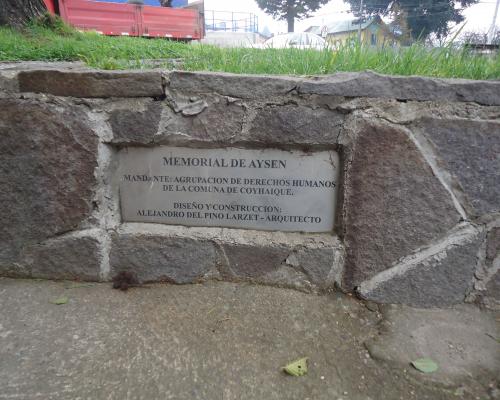 MEMORIAL DE AYSEN
MANDANTE: AGRUPACION DE DERECHOS HUMANOS
DE LA COMUNA DE COYHAIQUE.
DISEÑO Y CONSTRUCCION:
ALEJANDRO DEL PINO LARZET - ARQUITECTO